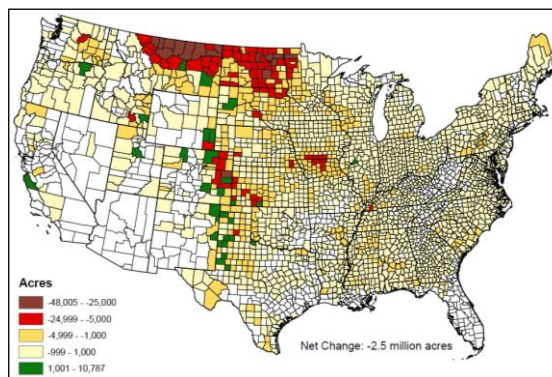 Acres
-48,005 - -25,000
-24,999 - -5,000
-4,999 - -1,000
-999 - 1,000
1,001 - 10,787
Net Change: -2.5 million acres